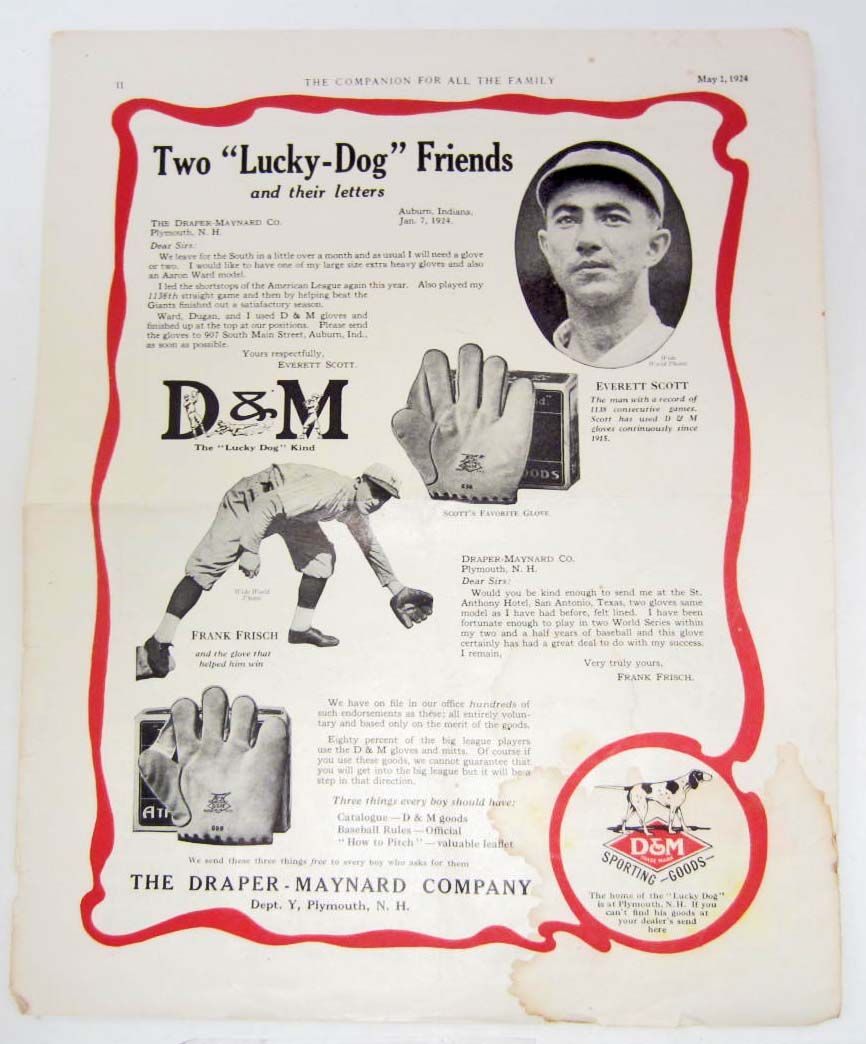 11
THE COMPANION FOR ALL THE FAMILY
May 1, 1924
Two "Lucky-Dog" Friends
and their letters
Auburn, Indiana,
Jan. 7, 1924.
THE DRAPER-MAYNARD CO.
Plymouth, N. H.
Dear Sirs:
We leave for the South in a little over a month and as usual I will need a glove
or two. I would like to have one of my large size extra heavy gloves and also
an Aaron Ward model.
I led the shortstops of the American League again this year. Also played my
1138th straight game and then by helping beat the
Giants finished out a satisfactory season.
Ward, Dugan, and I used D & M gloves and
finished up at the top at our positions. Please send
the gloves to 907 South Main Street, Auburn, Ind.,
as soon as possible.
Yours respectfully,
EVERETT SCOTT.
Wide
World Photos
EVERETT SCOTT
The man with a record of
1138 consecutive games.
Scott has used D & M
gloves continuously since
1915.
D & M
The "Lucky Dog" Kind
OODS
SCOTT'S FAVORITE GLOVE
Wide World
Photos
FRANK FRISCH
and the glove that
helped him win
DRAPER-MAYNARD CO.
Plymouth, N. H.
Dear Sirs:
Would you be kind enough to send me at the St.
Anthony Hotel, San Antonio, Texas, two gloves same
model as I have had before, felt lined. I have been
fortunate enough to play in two World Series within
my two and a half years of baseball and this glove
certainly has had a great deal to do with my success.
I remain,
Very truly yours,
FRANK FRISCH.
ATH
We have on file in our office hundreds of
such endorsements as these; all entirely volun-
tary and based only on the merit of the goods.
Eighty percent of the big league players
use the D & M gloves and mitts. Of course if
you use these goods, we cannot guarantee that
you will get into the big league but it will be a
step in that direction.
Three things every boy should have:
Catalogue — D & M goods
Baseball Rules — Official
"How to Pitch" — valuable leaflet
We send these three things free to every boy who asks for them
THE DRAPER-MAYNARD COMPANY
Dept. Y, Plymouth, N. H.
D&M
TRADE MARK
SPORTING-GOODS-
The home of the "Lucky Dog"
is at Plymouth, N. H. If you
can't find his goods at
your dealer's send
here